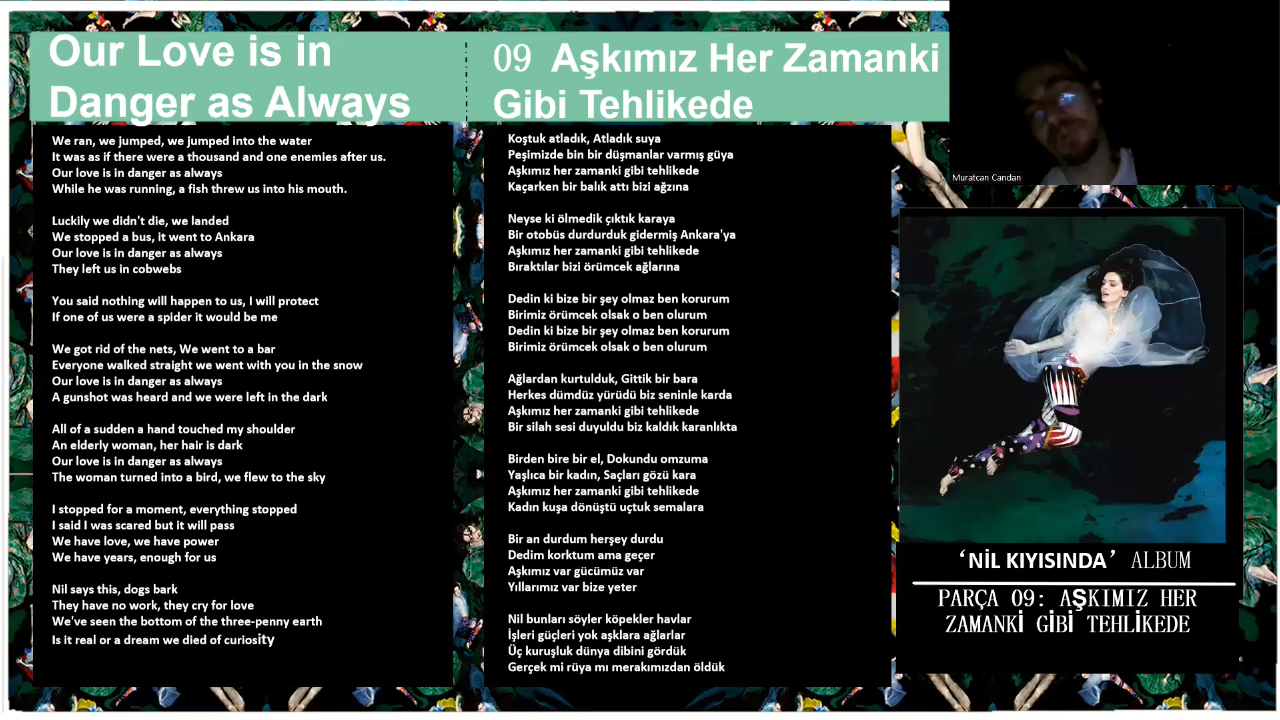 Our Love is in
Danger as Always
09 Aşkımız Her Zamanki
Gibi Tehlikede
We ran, we jumped, we jumped into the water
It was as if there were a thousand and one enemies after us.
Our love is in danger as always
While he was running, a fish threw us into his mouth.
Luckily we didn't die, we landed
We stopped a bus, it went to Ankara
Our love is in danger as always
They left us in cobwebs
You said nothing will happen to us, I will protect
If one of us were a spider it would be me
We got rid of the nets, We went to a bar
Everyone walked straight we went with you in the snow
Our love is in danger as always
A gunshot was heard and we were left in the dark
All of a sudden a hand touched my shoulder
An elderly woman, her hair is dark
Our love is in danger as always
The woman turned into a bird, we flew to the sky
I stopped for a moment, everything stopped
I said I was scared but it will pass
We have love, we have power
We have years, enough for us
Nil says this, dogs bark
They have no work, they cry for love
We've seen the bottom of the three-penny earth
Is it real or a dream we died of curiosity
Koştuk atladık, Atladık suya
Peşimizde bin bir düşmanlar varmış güya
Aşkımız her zamanki gibi tehlikede
Kaçarken bir balık attı bizi ağzına
Neyse ki ölmedik çıktık karaya
Bir otobüs durdurduk gidermiş Ankara'ya
Aşkımız her zamanki gibi tehlikede
Bıraktılar bizi örümcek ağlarına
Dedin ki bize bir şey olmaz ben korurum
Birimiz örümcek olsak o ben olurum
Dedin ki bize bir şey olmaz ben korurum
Birimiz örümcek olsak o ben olurum
Ağlardan kurtulduk, Gittik bir bara
Herkes dümdüz yürüdü biz seninle karda
Aşkımız her zamanki gibi tehlikede
Bir silah sesi duyuldu biz kaldık karanlıkta
Birden bire bir el, Dokundu omzuma
Yaşlıca bir kadın, Saçları gözü kara
Aşkımız her zamanki gibi tehlikede
Kadın kuşa dönüştü uçtuk semalara
Bir an durdum herşey durdu
Dedim korktum ama geçer
Aşkımız var gücümüz var
Yıllarımız var bize yeter
Nil bunları söyler köpekler havlar
İşleri güçleri yok aşklara ağlarlar
Üç kuruşluk dünya dibini gördük
Gerçek mi rüya mı merakımızdan öldük
Muratcan Candan
‘NİL KIYISINDA’ ALBUM
PARÇA 09: AŞKIMIZ HER
ZAMANKİ GİBİ TEHLİKEDE